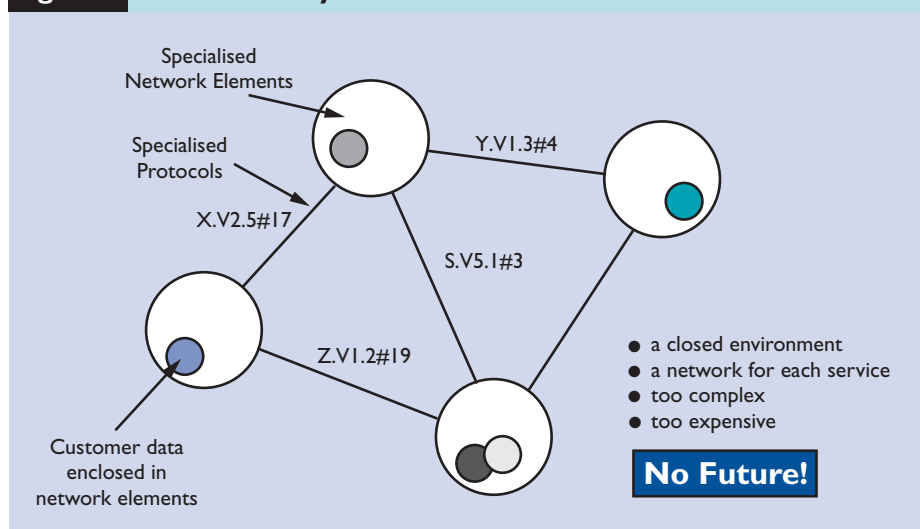 Specialised
Network Elements
Specialised
Protocols
Y.V1.3#4
X.V2.5#17
S.V5.1#3
Z.V1.2#19
● a closed environment
● a network for each service
● too complex
● too expensive
Customer data
enclosed in
network elements
No Future!